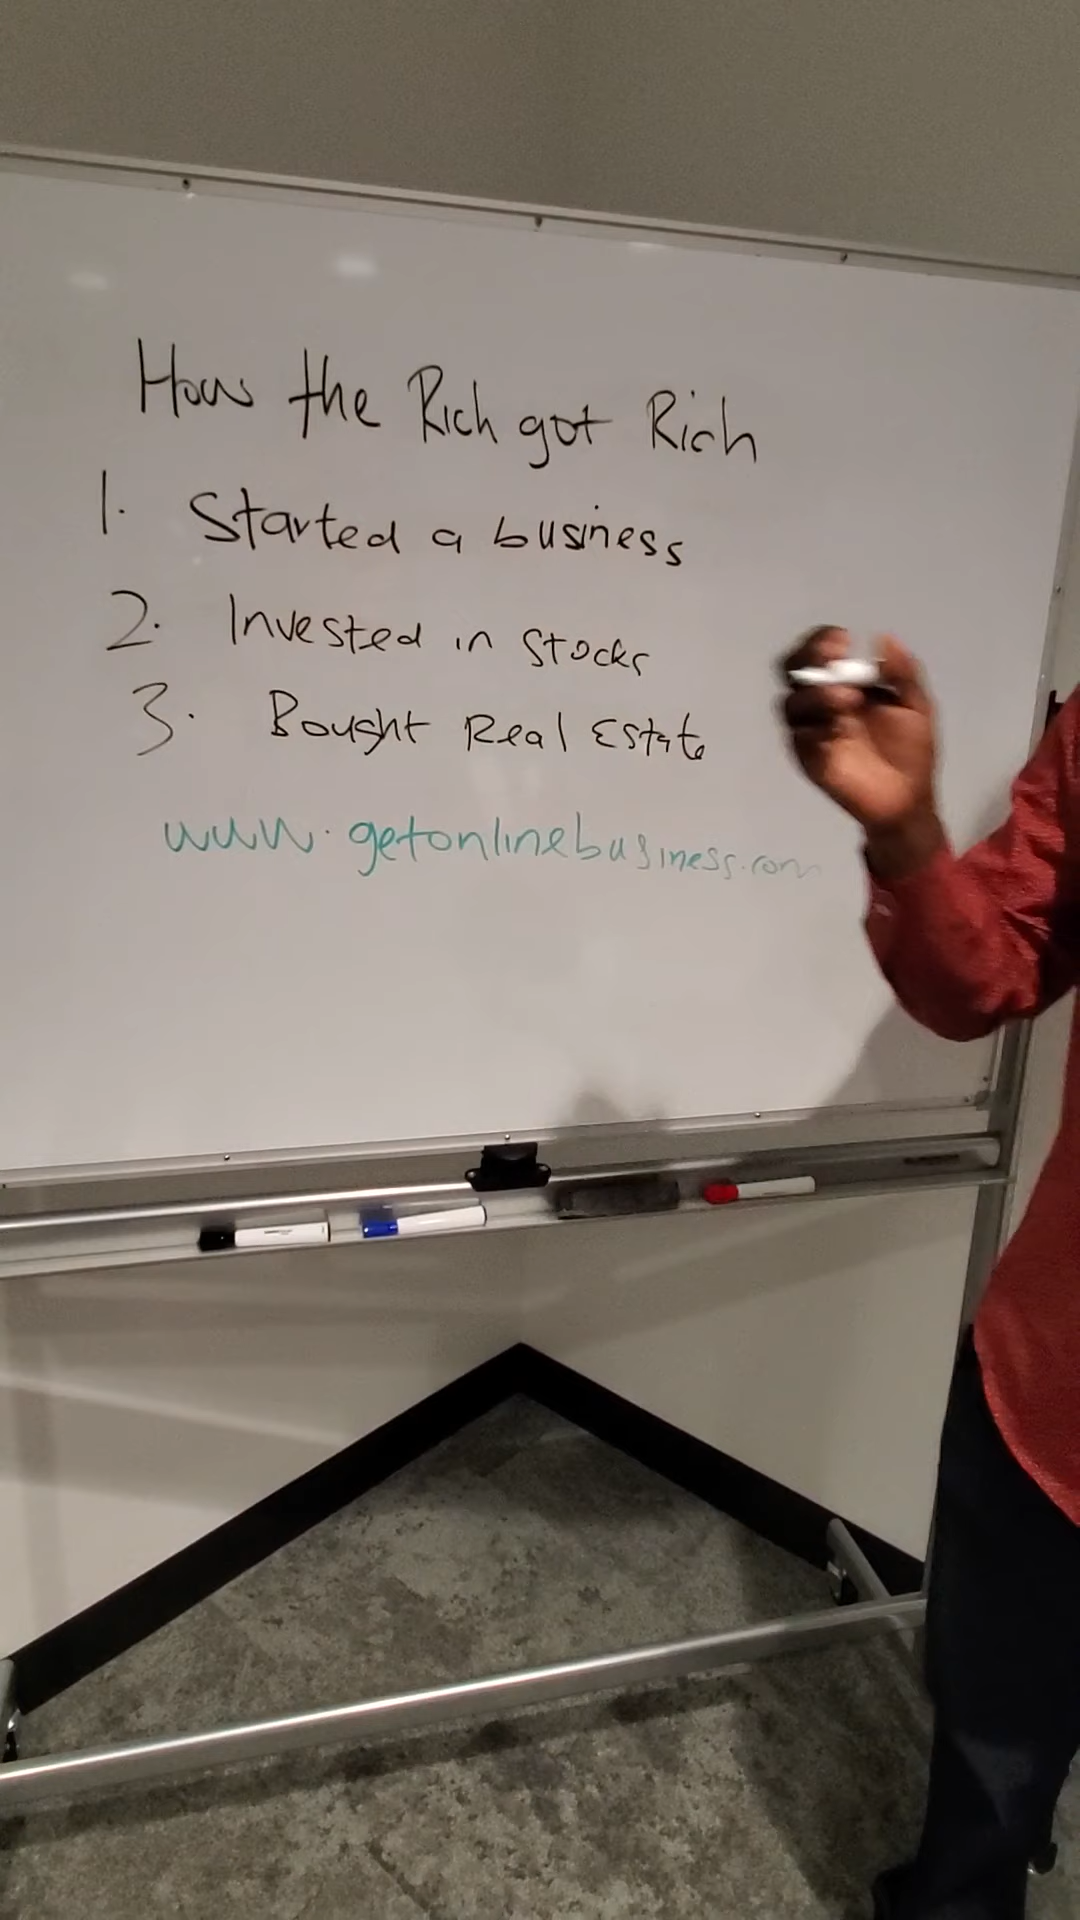 How the Rich got Rich
1. Started a business
2. Invested in Stocks
3. Bought Real Estate
www.getonlinebusiness.com